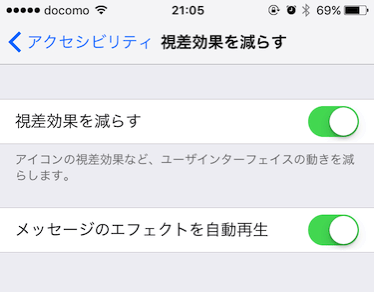 docomo 21:05 69%
アクセシビリティ 視差効果を減らす
視差効果を減らす
アイコンの視差効果など、ユーザインターフェイスの動きを減
らします。
メッセージのエフェクトを自動再生